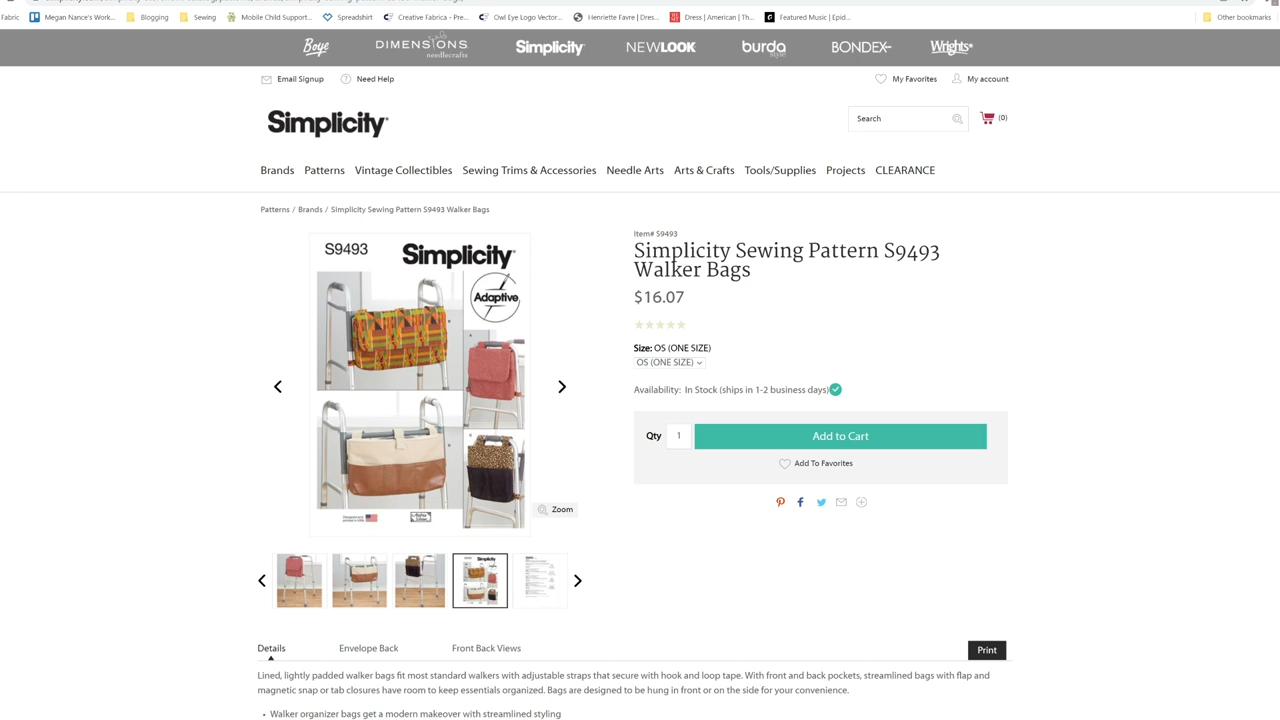 Fabric
Megan Nance's Work...
Blogging
Sewing
Mobile Child Support...
Spreadshirt
Creative Fabrica - Pre...
Owl Eye Logo Vector...
Henriette Favre | Dres...
Dress | American | Th...
Featured Music | Epid...
Other bookmarks
Boye
DIMENSIONS
needlecrafts
Simplicity
NEWLOOK
burda
style
BONDEX
Wrights
Email Signup
Need Help
My Favorites
My account
Simplicity
Search
(0)
Brands Patterns Vintage Collectibles Sewing Trims & Accessories Needle Arts Arts & Crafts Tools/Supplies Projects CLEARANCE
Patterns / Brands / Simplicity Sewing Pattern S9493 Walker Bags
S9493
Simplicity
Adaptive
Zoom
Item# S9493
Simplicity Sewing Pattern S9493
Walker Bags
$16.07
Size: OS (ONE SIZE)
OS (ONE SIZE)
Availability: In Stock (ships in 1-2 business days)
Qty 1 Add to Cart
Add To Favorites
Details Envelope Back Front Back Views
Print
Lined, lightly padded walker bags fit most standard walkers with adjustable straps that secure with hook and loop tape. With front and back pockets, streamlined bags with flap and
magnetic snap or tab closures have room to keep essentials organized. Bags are designed to be hung in front or on the side for your convenience.
• Walker organizer bags get a modern makeover with streamlined styling